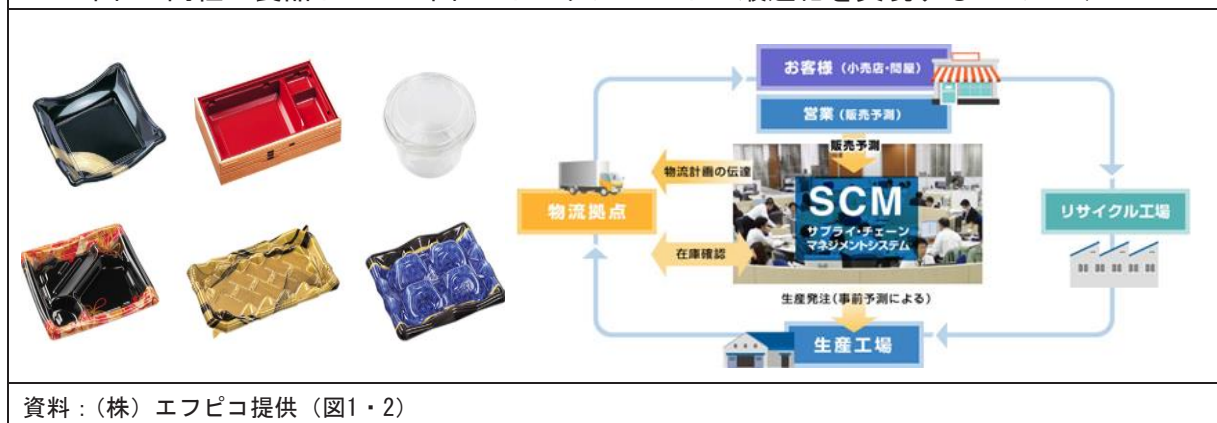 お客様(小売店・問屋)
営業(販売予測)
販売予測
物流計画の伝達
物流拠点
SCM
サプライ・チェーン
マネジメントシステム
リサイクル工場
在庫確認
生産発注(事前予測による)
生産工場
資料:(株)エフピコ提供(図1・2)